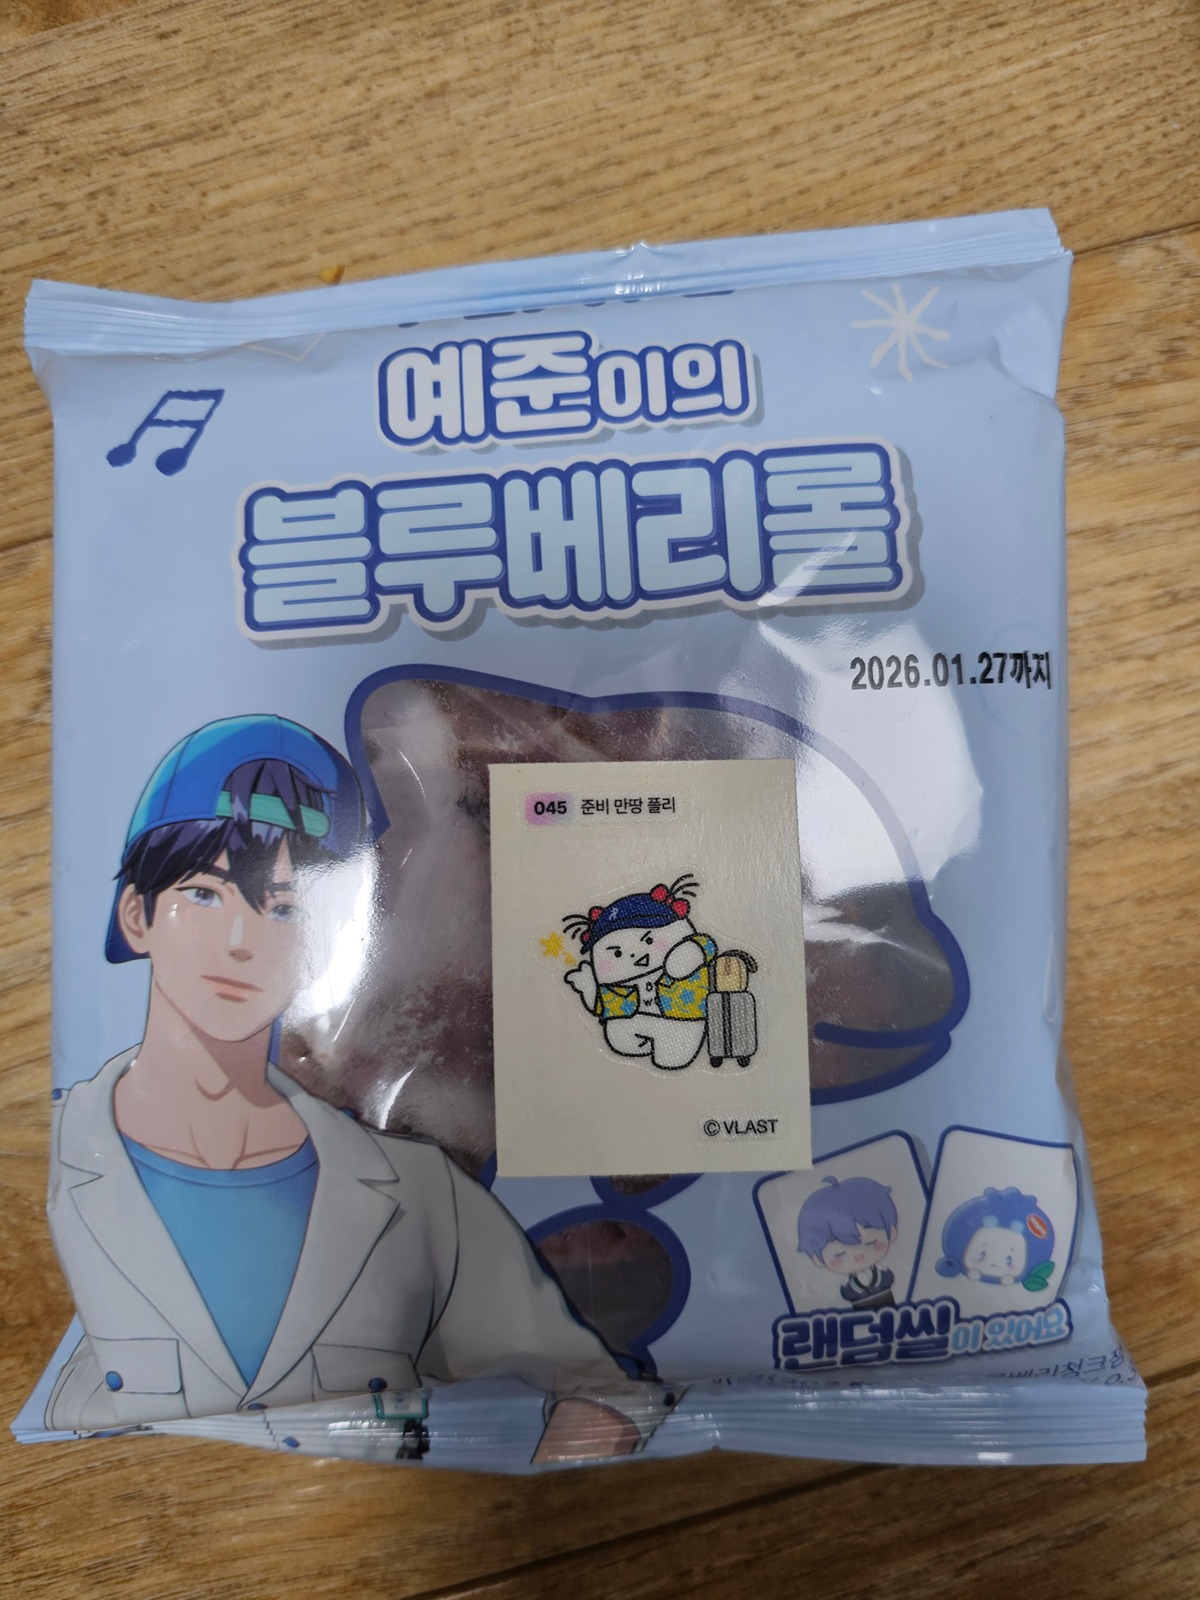 예준이의
블루베리롤
2026.01.27까지
045 준비 만땅 플리
© VLAST
랜덤씰이 있어요